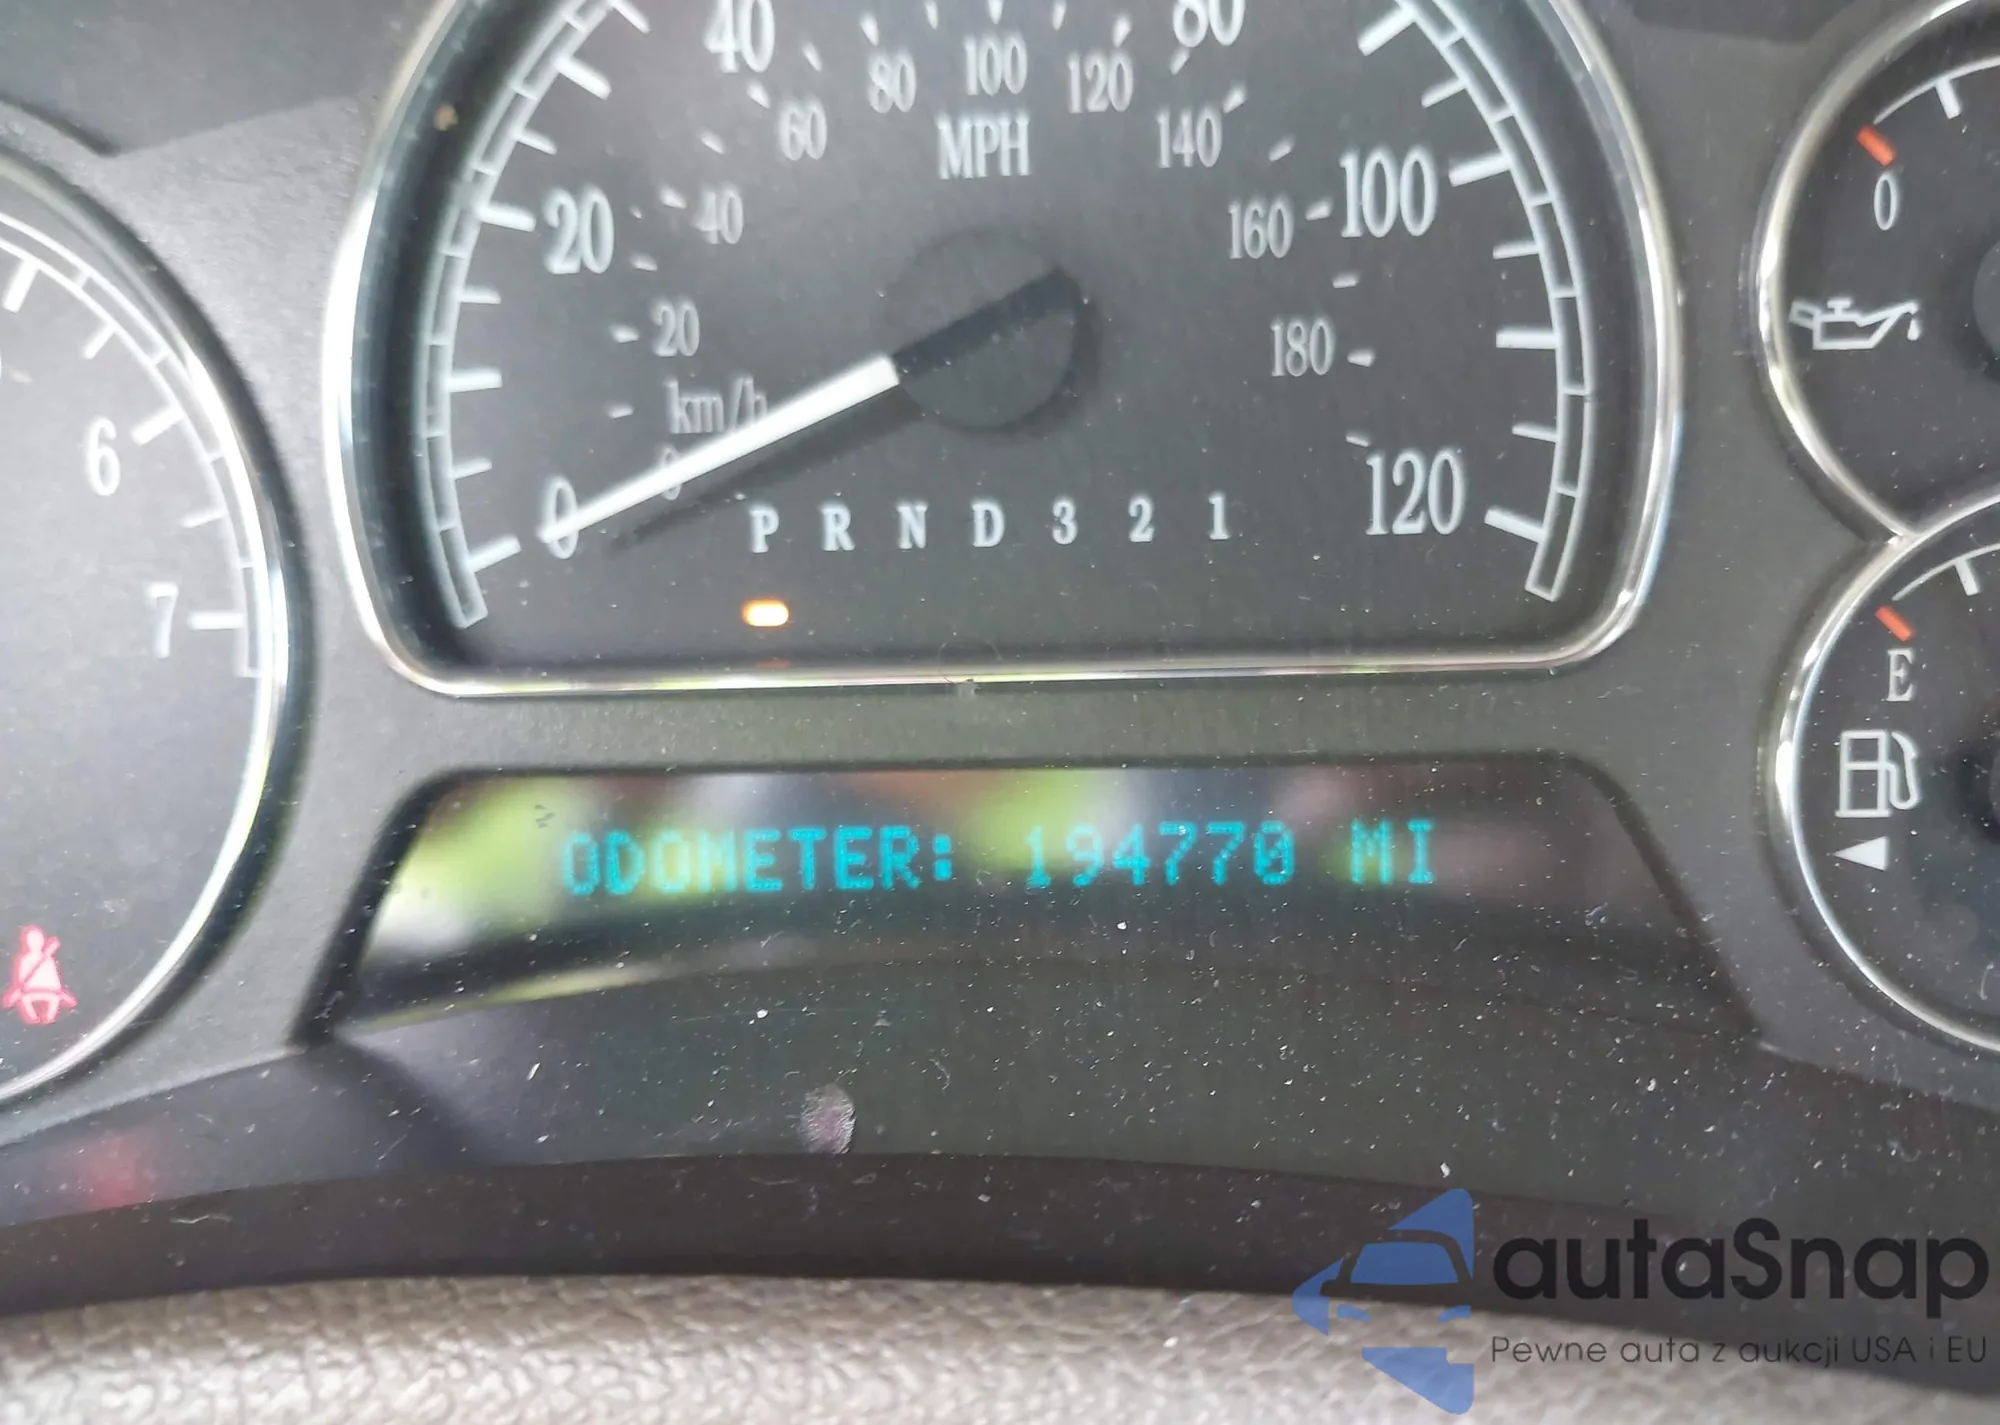 40 80
80 100 120
60 MPH 140
20 40 160 100
0
20 180
km/h
6 0 120
0 P R N D 3 2 1
7
E
ODOMETER: 194770 MI
autaSnap
Pewne auta z aukcji USA i EU